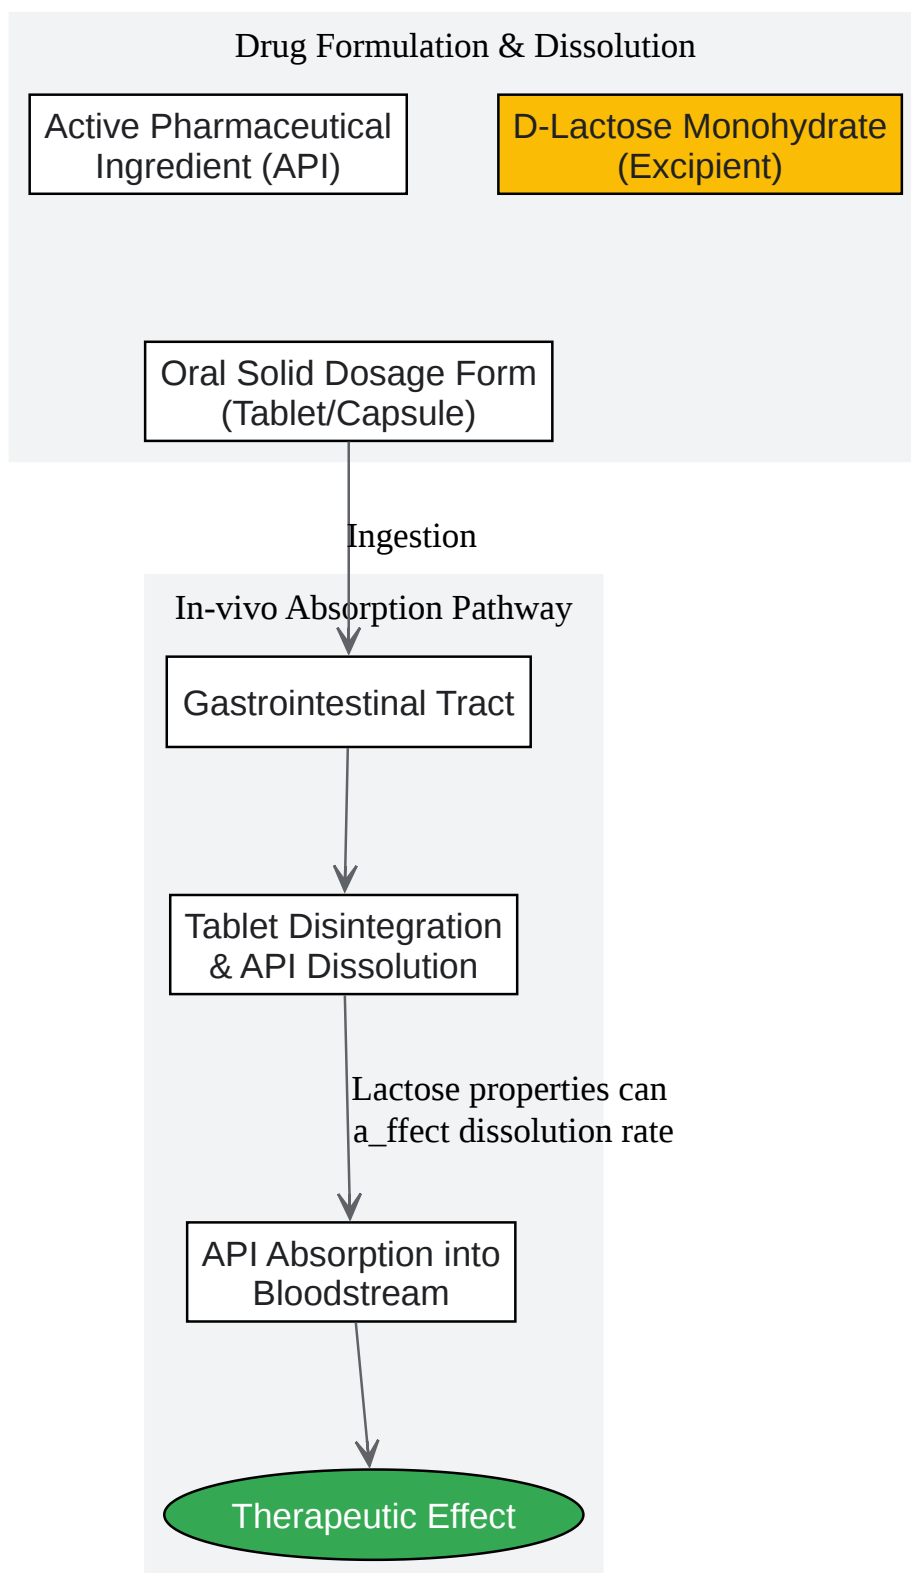 Drug Formulation & Dissolution
Active Pharmaceutical
Ingredient (API)
D-Lactose Monohydrate
(Excipient)
Oral Solid Dosage Form
(Tablet/Capsule)
Ingestion
In-vivo Absorption Pathway
Gastrointestinal Tract
Tablet Disintegration
& API Dissolution
Lactose properties can
a_ffect dissolution rate
API Absorption into
Bloodstream
Therapeutic Effect